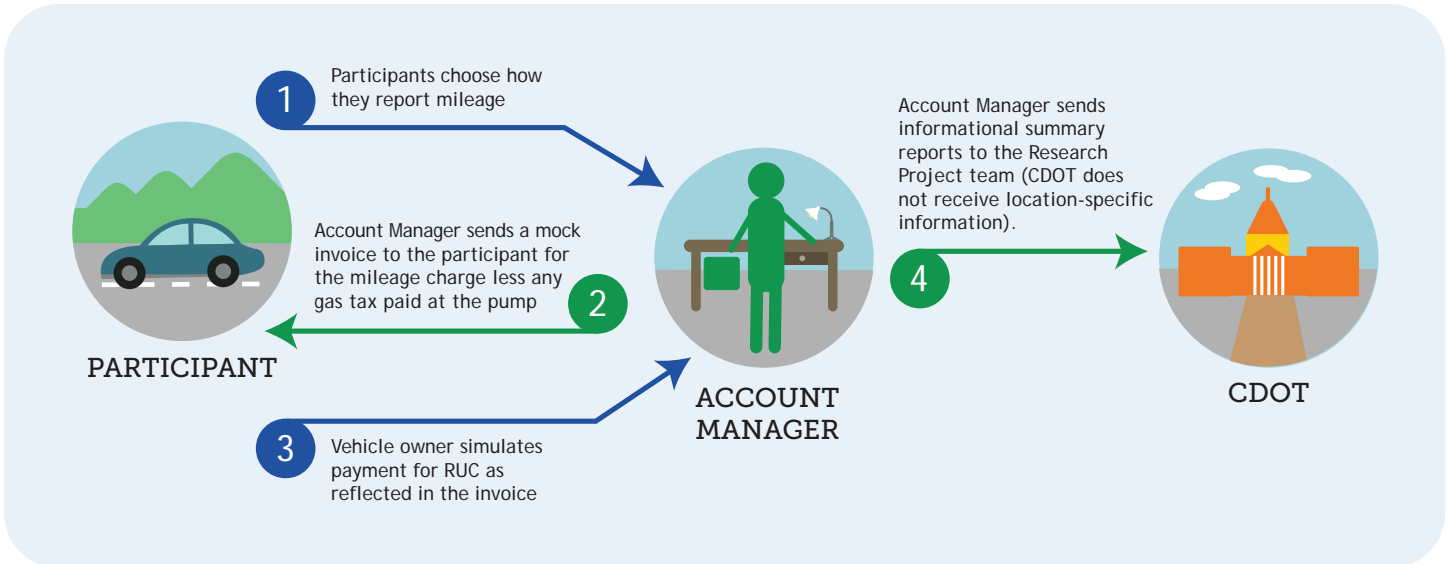 1
Participants choose how
they report mileage
PARTICIPANT
Account Manager sends a mock
invoice to the participant for
the mileage charge less any
gas tax paid at the pump
2
3
Vehicle owner simulates
payment for RUC as
reflected in the invoice
ACCOUNT
MANAGER
Account Manager sends
informational summary
reports to the Research
Project team (CDOT does
not receive location-specific
information).
4
CDOT